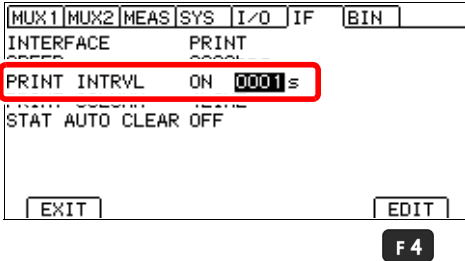 MUX1 MUX2 MEAS SYS I/O IF BIN
INTERFACE PRINT
PRINT INTRVL ON 0001 s
STAT AUTO CLEAR OFF
EXIT EDIT
F4